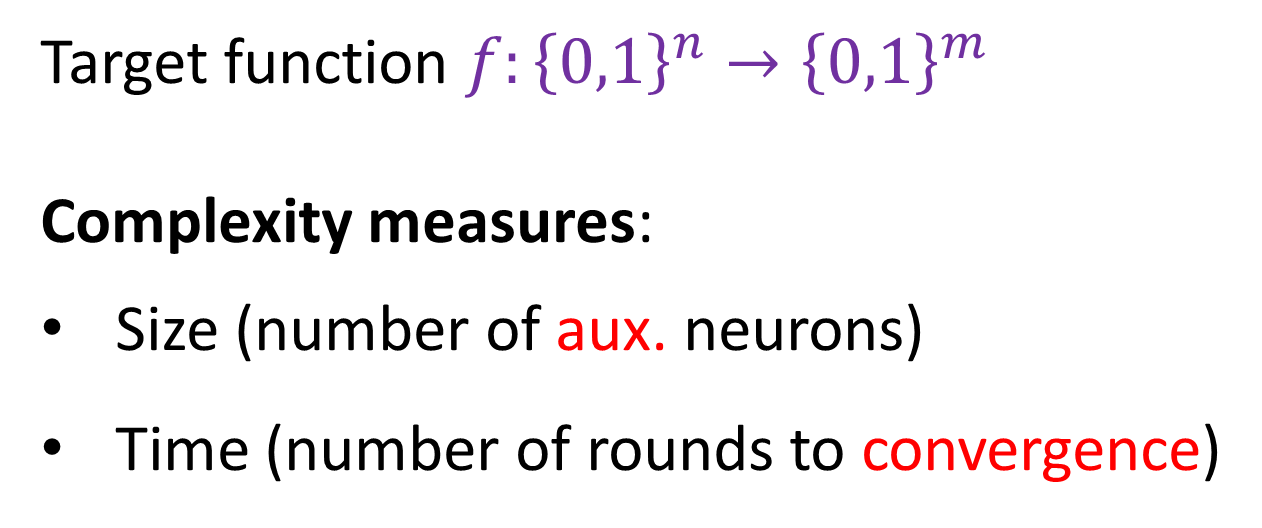 Target function f: {0,1}^n → {0,1}^m
Complexity measures:
• Size (number of aux. neurons)
• Time (number of rounds to convergence)